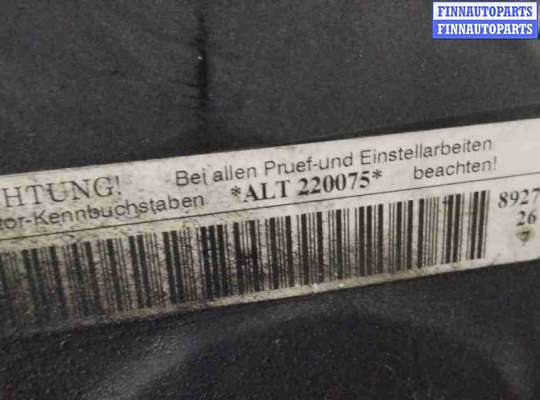 FINNAUTOPARTS
FINNAUTOPARTS
HTUNG! Bei allen Pruef-und Einstellarbeiten
tor-Kennbuchstaben *ALT 220075* beachten!
8927
26